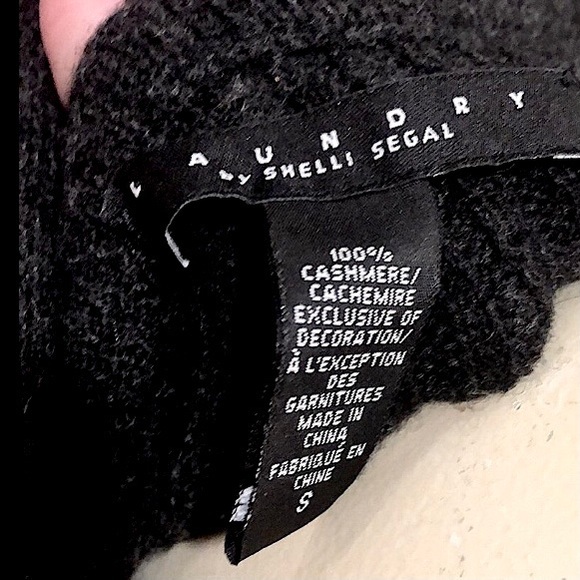 LAUNDRY
BY SHELLI SEGAL
100%
CASHMERE/
CACHEMIRE
EXCLUSIVE OF
DECORATION/
À L'EXCEPTION
DES
GARNITURES
MADE IN
CHINA
FABRIQUÉ EN
CHINE
S